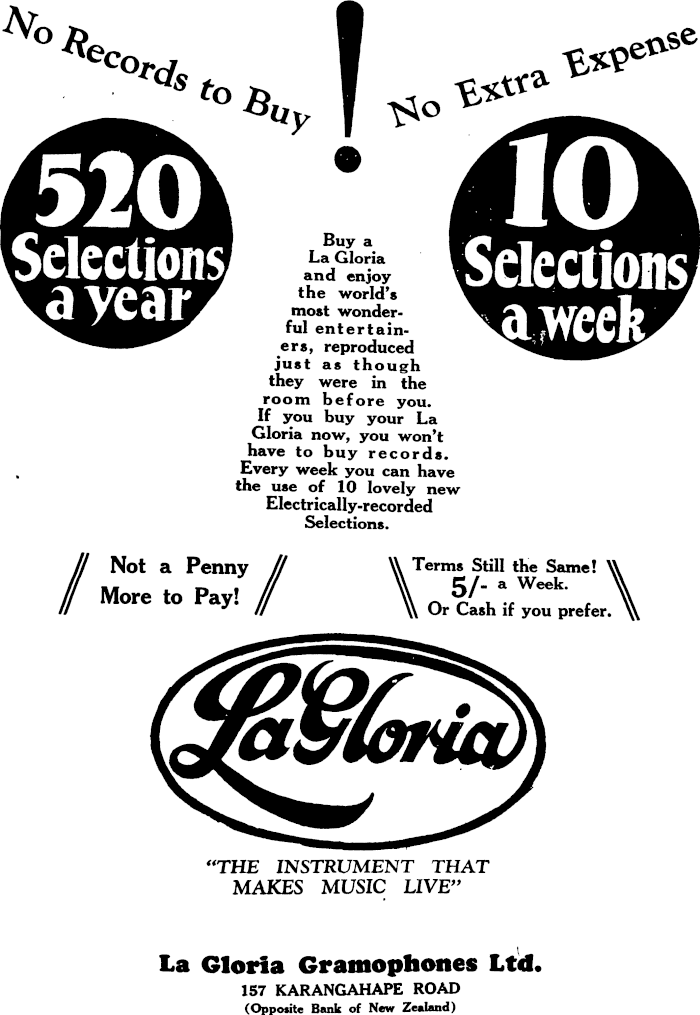 No Records to Buy
!
No Extra Expense
520
Selections
a year
10
Selections
a week
Buy a
La Gloria
and enjoy
the world's
most wonder-
ful entertain-
ers, reproduced
just as though
they were in the
room before you.
If you buy your La
Gloria now, you won't
have to buy records.
Every week you can have
the use of 10 lovely new
Electrically-recorded
Selections.
Not a Penny
More to Pay!
Terms Still the Same!
5/- a Week.
Or Cash if you prefer.
La Gloria
"THE INSTRUMENT THAT
MAKES MUSIC LIVE"
La Gloria Gramophones Ltd.
157 KARANGAHAPE ROAD
(Opposite Bank of New Zealand)